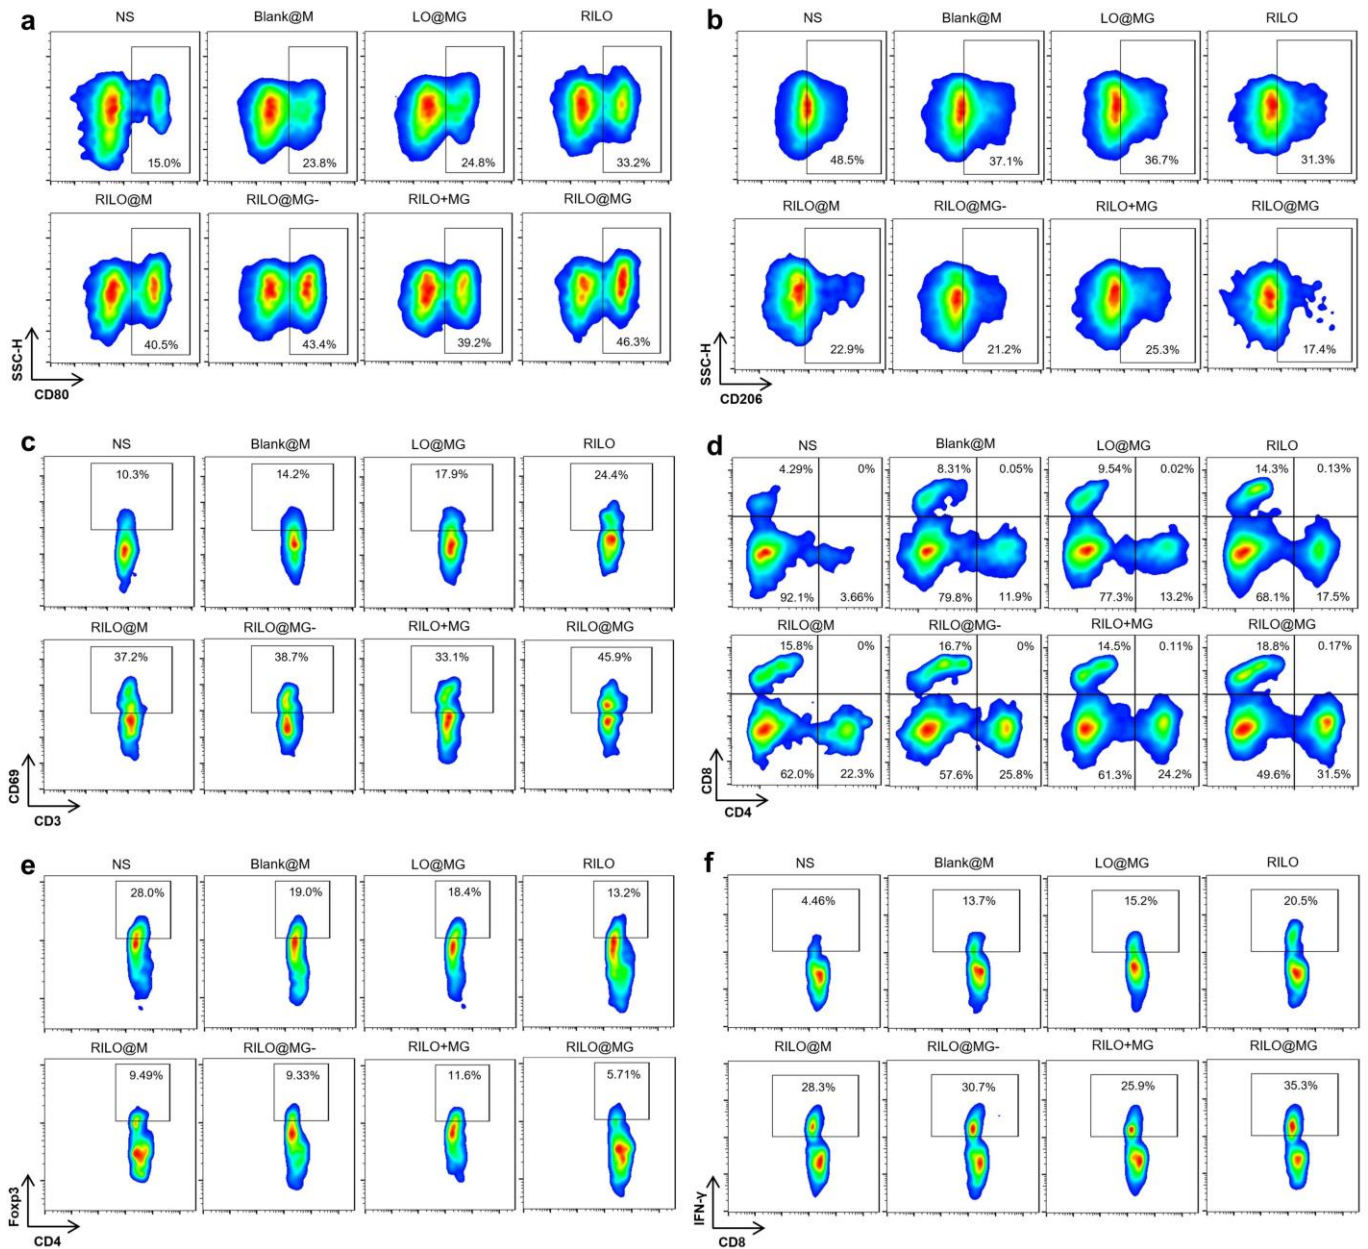 a
NS Blank@M LO@MG RILO
15.0% 23.8% 24.8% 33.2%
RILO@M RILO@MG- RILO+MG RILO@MG
40.5% 43.4% 39.2% 46.3%
SSC-H
CD80
b
NS Blank@M LO@MG RILO
48.5% 37.1% 36.7% 31.3%
RILO@M RILO@MG- RILO+MG RILO@MG
22.9% 21.2% 25.3% 17.4%
SSC-H
CD206
c
NS Blank@M LO@MG RILO
10.3% 14.2% 17.9% 24.4%
RILO@M RILO@MG- RILO+MG RILO@MG
37.2% 38.7% 33.1% 45.9%
CD69
CD3
d
NS Blank@M LO@MG RILO
4.29% 0% 8.31% 0.05% 9.54% 0.02% 14.3% 0.13%
92.1% 3.66% 79.8% 11.9% 77.3% 13.2% 68.1% 17.5%
RILO@M RILO@MG- RILO+MG RILO@MG
15.8% 0% 16.7% 0% 14.5% 0.11% 18.8% 0.17%
62.0% 22.3% 57.6% 25.8% 61.3% 24.2% 49.6% 31.5%
CD8
CD4
e
NS Blank@M LO@MG RILO
28.0% 19.0% 18.4% 13.2%
RILO@M RILO@MG- RILO+MG RILO@MG
9.49% 9.33% 11.6% 5.71%
Foxp3
CD4
f
NS Blank@M LO@MG RILO
4.46% 13.7% 15.2% 20.5%
RILO@M RILO@MG- RILO+MG RILO@MG
28.3% 30.7% 25.9% 35.3%
IFN-γ
CD8